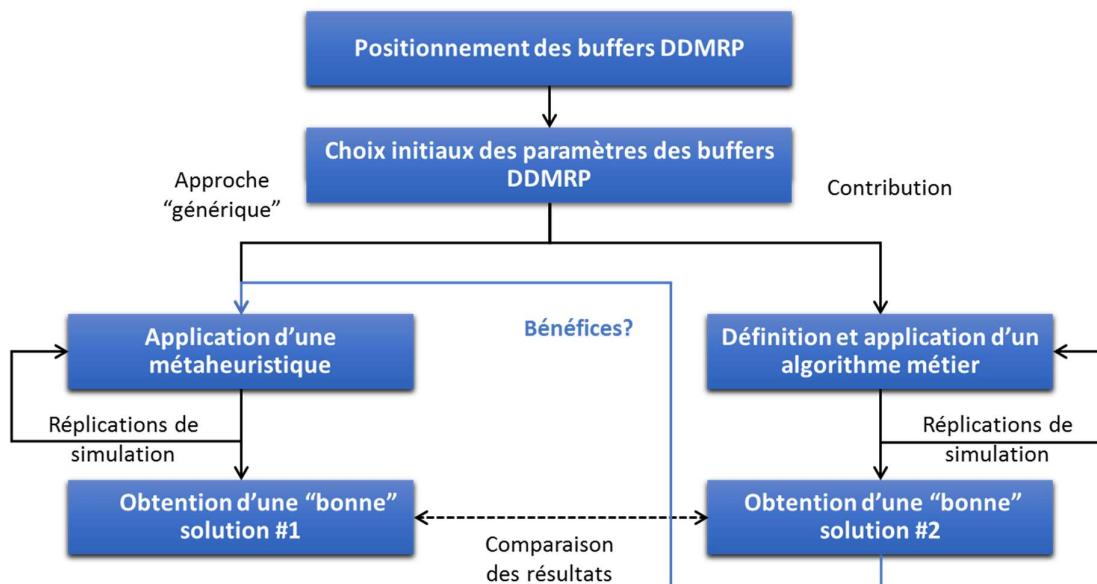 Positionnement des buffers DDMRP
Choix initiaux des paramètres des buffers
DDMRP
Approche
“générique”
Contribution
Application d’une
métaheuristique
Bénéfices?
Définition et application d’un
algorithme métier
Réplications de
simulation
Réplications de
simulation
Obtention d’une “bonne”
solution #1
Obtention d’une “bonne”
solution #2
Comparaison
des résultats